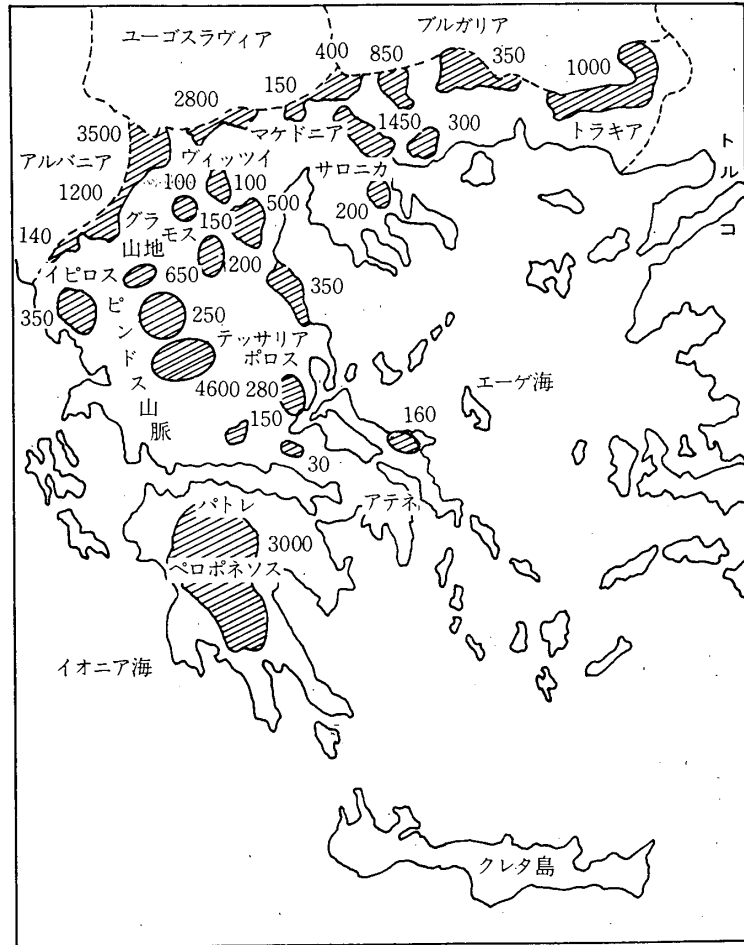 ユーゴスラヴィア
ブルガリア
400
850
350
1000
150
2800
マケドニア
1450
300
トラキア
3500
アルバニア
ヴィッツイ
サロニカ
トルコ
1200
100
100
500
200
グラモス山地
150
140
200
イピロス
650
350
350
250
ピンドス山脈
テッサリア
ポロス
4600
280
エーゲ海
150
160
30
パトレ
アテネ
3000
ペロポネソス
イオニア海
クレタ島